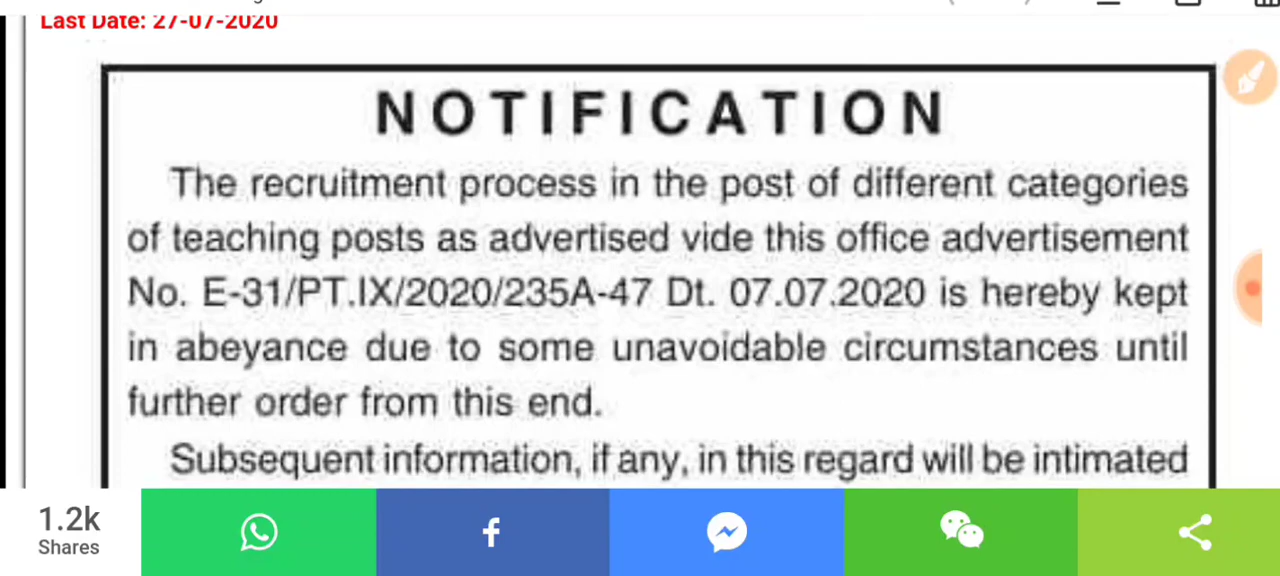 Last Date: 27-07-2020
NOTIFICATION
The recruitment process in the post of different categories
of teaching posts as advertised vide this office advertisement
No. E-31/PT.IX/2020/235A-47 Dt. 07.07.2020 is hereby kept
in abeyance due to some unavoidable circumstances until
further order from this end.
Subsequent information, if any, in this regard will be intimated
1.2k
Shares